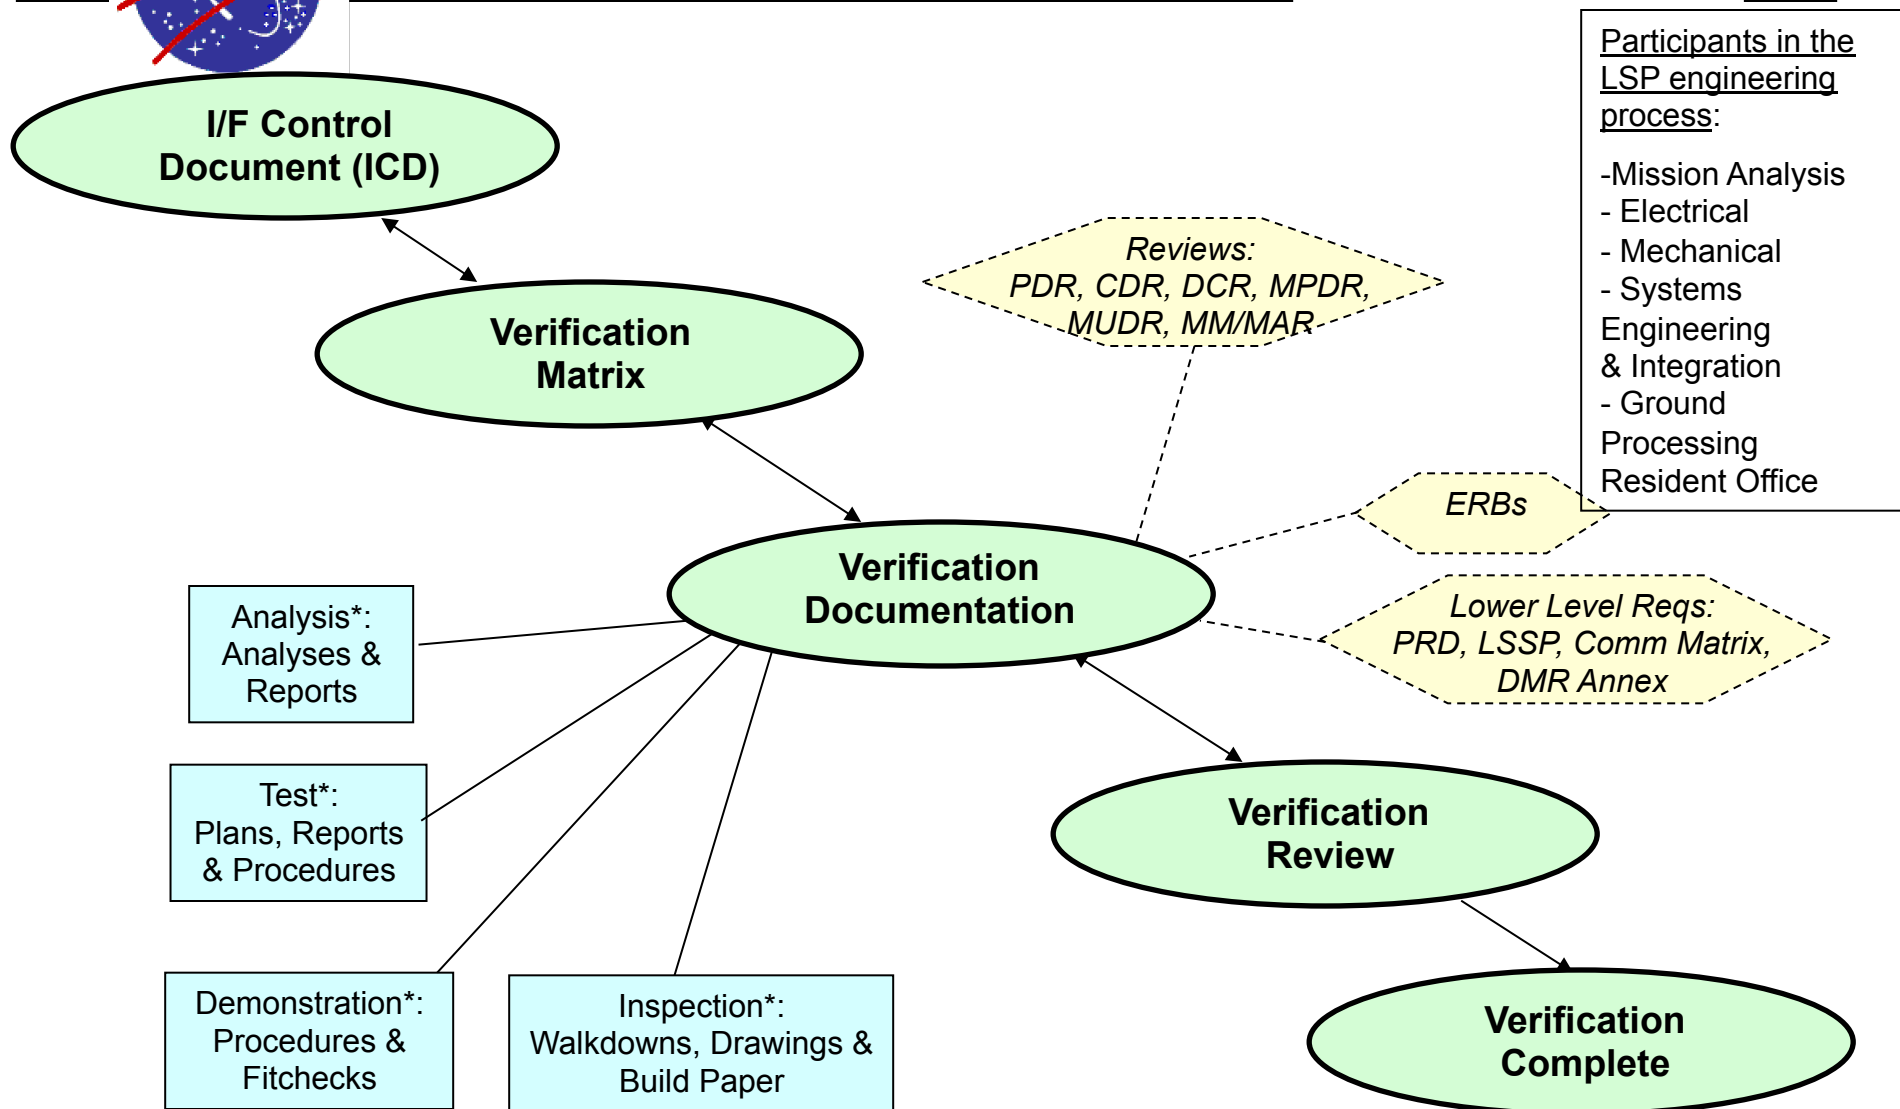 I/F Control
Document (ICD)
Participants in the
LSP engineering
process:
-Mission Analysis
- Electrical
- Mechanical
- Systems
Engineering
& Integration
- Ground
Processing
Resident Office
Verification
Matrix
Reviews:
PDR, CDR, DCR, MPDR,
MUDR, MM/MAR
ERBs
Verification
Documentation
Lower Level Reqs:
PRD, LSSP, Comm Matrix,
DMR Annex
Analysis*:
Analyses &
Reports
Test*:
Plans, Reports
& Procedures
Verification
Review
Demonstration*:
Procedures &
Fitchecks
Inspection*:
Walkdowns, Drawings &
Build Paper
Verification
Complete